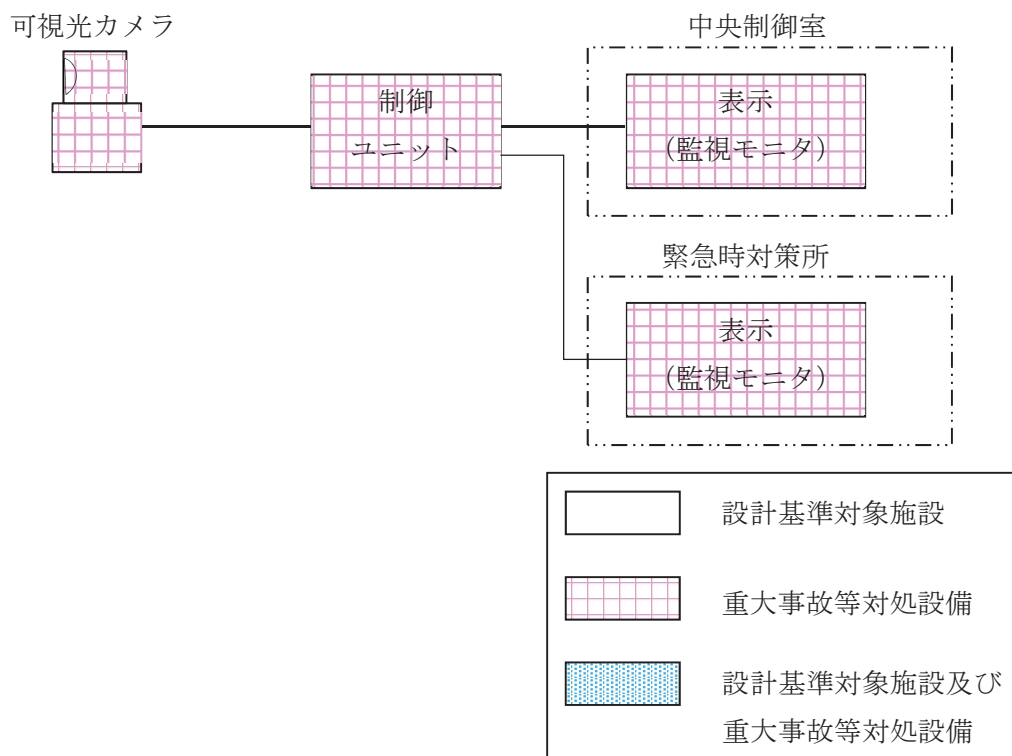 可視光カメラ
中央制御室
制御
ユニット
表示
（監視モニタ）
緊急時対策所
表示
（監視モニタ）
設計基準対象施設
重大事故等対処設備
設計基準対象施設及び
重大事故等対処設備